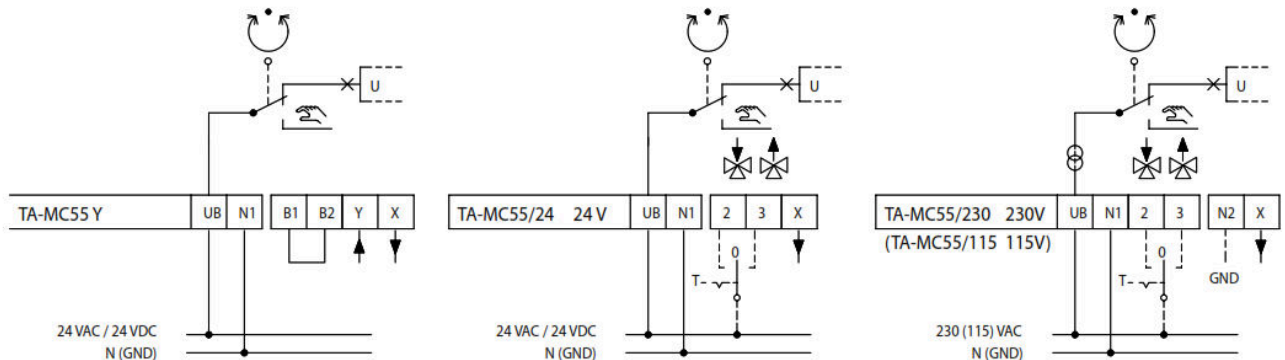 U
TA-MC55 Y UB N1 B1 B2 Y X
24 VAC / 24 VDC
N (GND)
U
TA-MC55/24 24 V UB N1 2 3 X
0
T
24 VAC / 24 VDC
N (GND)
U
TA-MC55/230 230V UB N1 2 3 N2 X
(TA-MC55/115 115V)
0
GND
T
230 (115) VAC
N (GND)